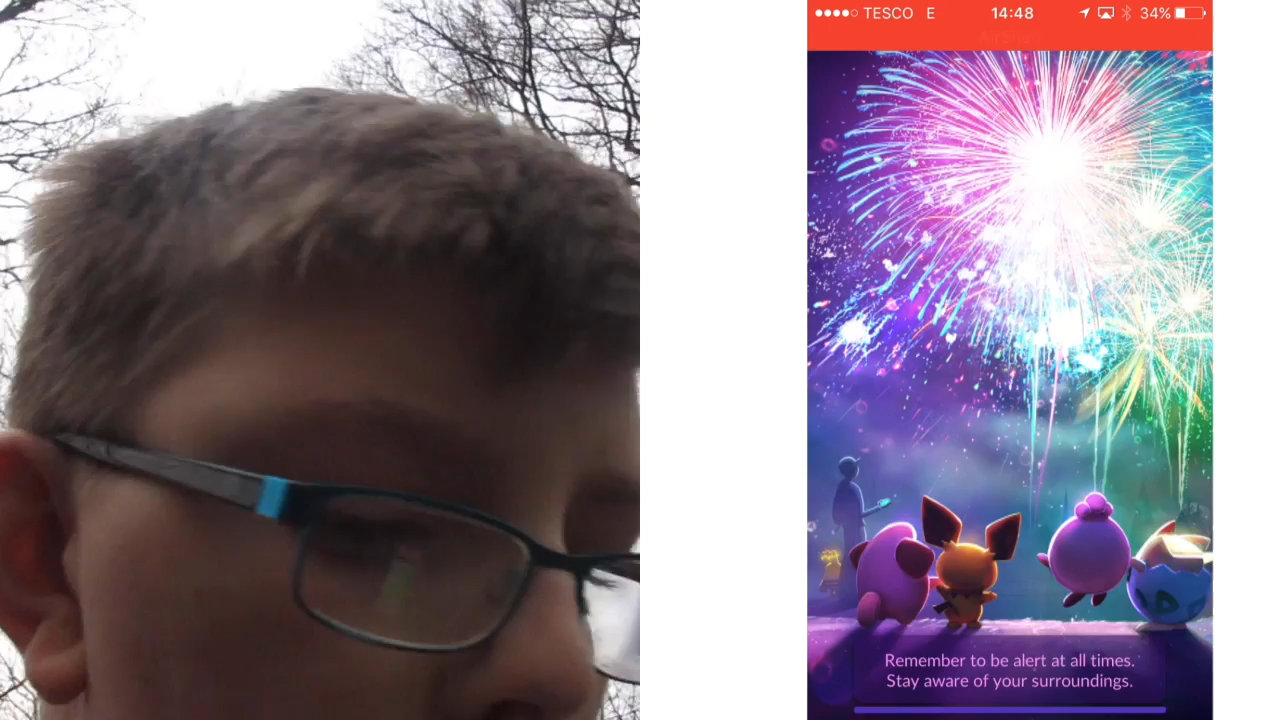 TESCO E 14:48 34%
Remember to be alert at all times.
Stay aware of your surroundings.